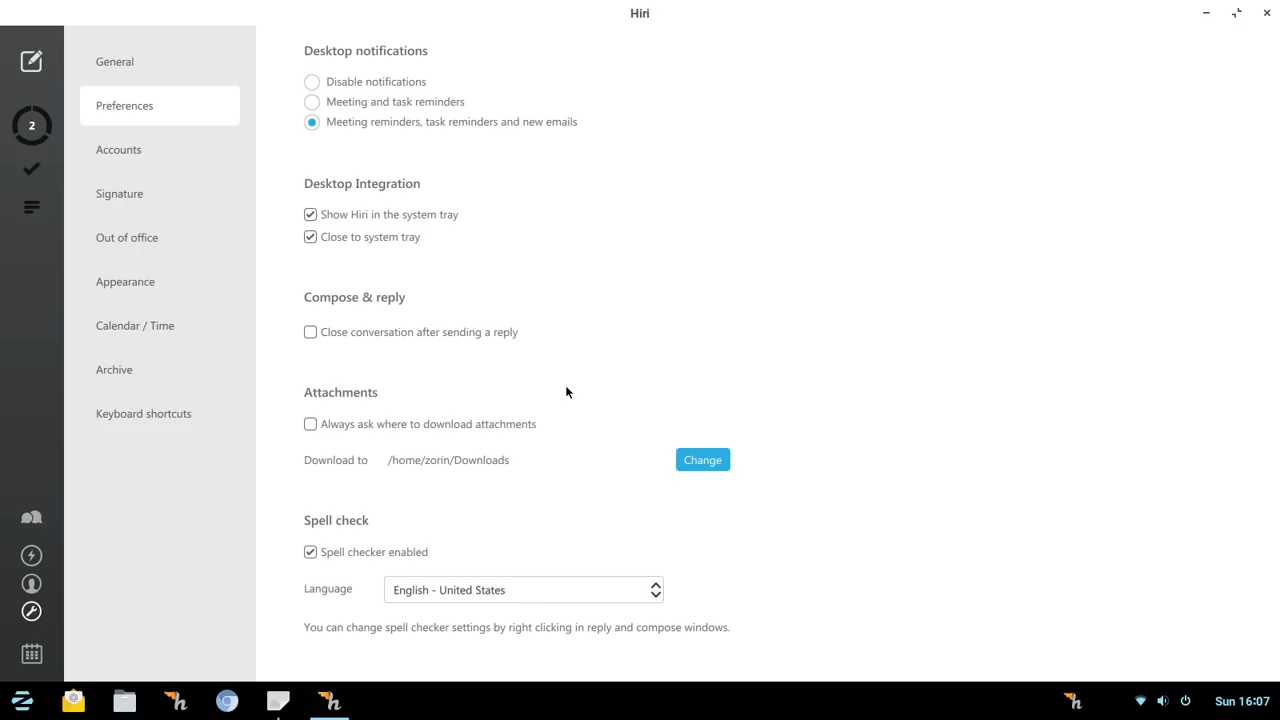 Hiri
General
Preferences
Accounts
Signature
Out of office
Appearance
Calendar / Time
Archive
Keyboard shortcuts
2
Desktop notifications
Disable notifications
Meeting and task reminders
Meeting reminders, task reminders and new emails
Desktop Integration
Show Hiri in the system tray
Close to system tray
Compose & reply
Close conversation after sending a reply
Attachments
Always ask where to download attachments
Download to /home/zorin/Downloads Change
Spell check
Spell checker enabled
Language English - United States
You can change spell checker settings by right clicking in reply and compose windows.
Sun 16:07